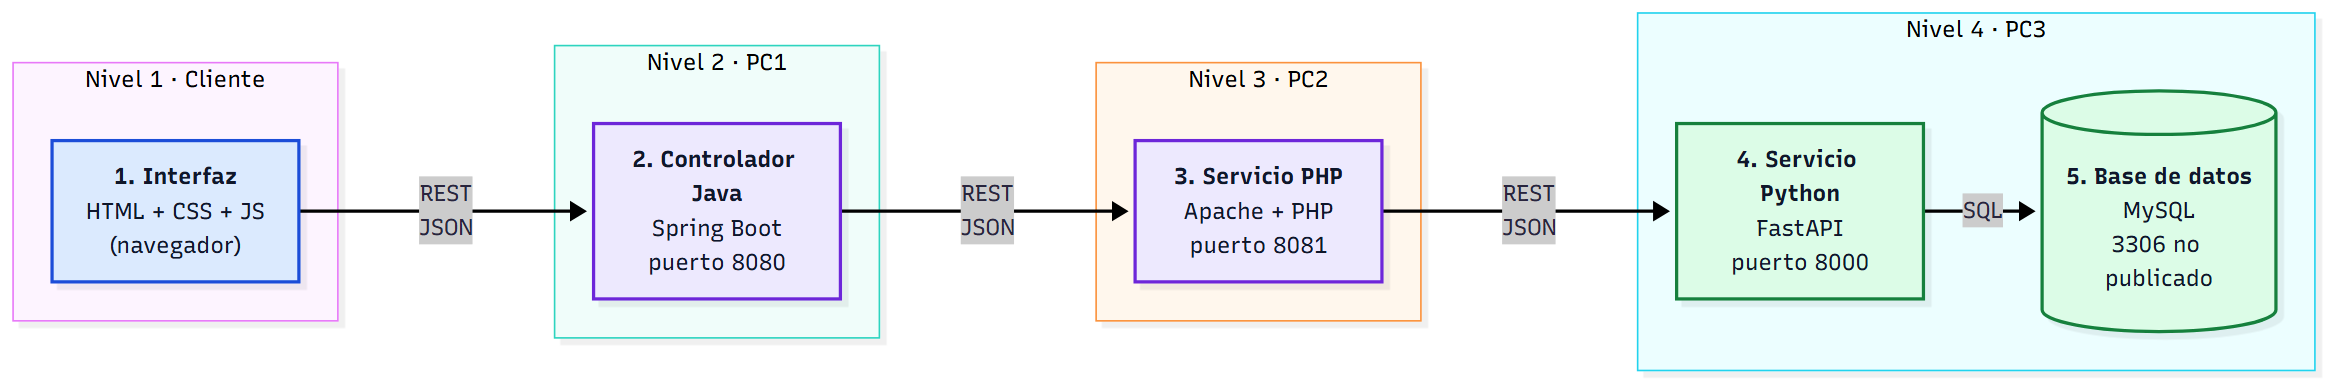 Nivel 1 · Cliente
1. Interfaz
HTML + CSS + JS
(navegador)
REST
JSON
Nivel 2 · PC1
2. Controlador
Java
Spring Boot
puerto 8080
REST
JSON
Nivel 3 · PC2
3. Servicio PHP
Apache + PHP
puerto 8081
REST
JSON
Nivel 4 · PC3
4. Servicio
Python
FastAPI
puerto 8000
SQL
5. Base de datos
MySQL
3306 no
publicado